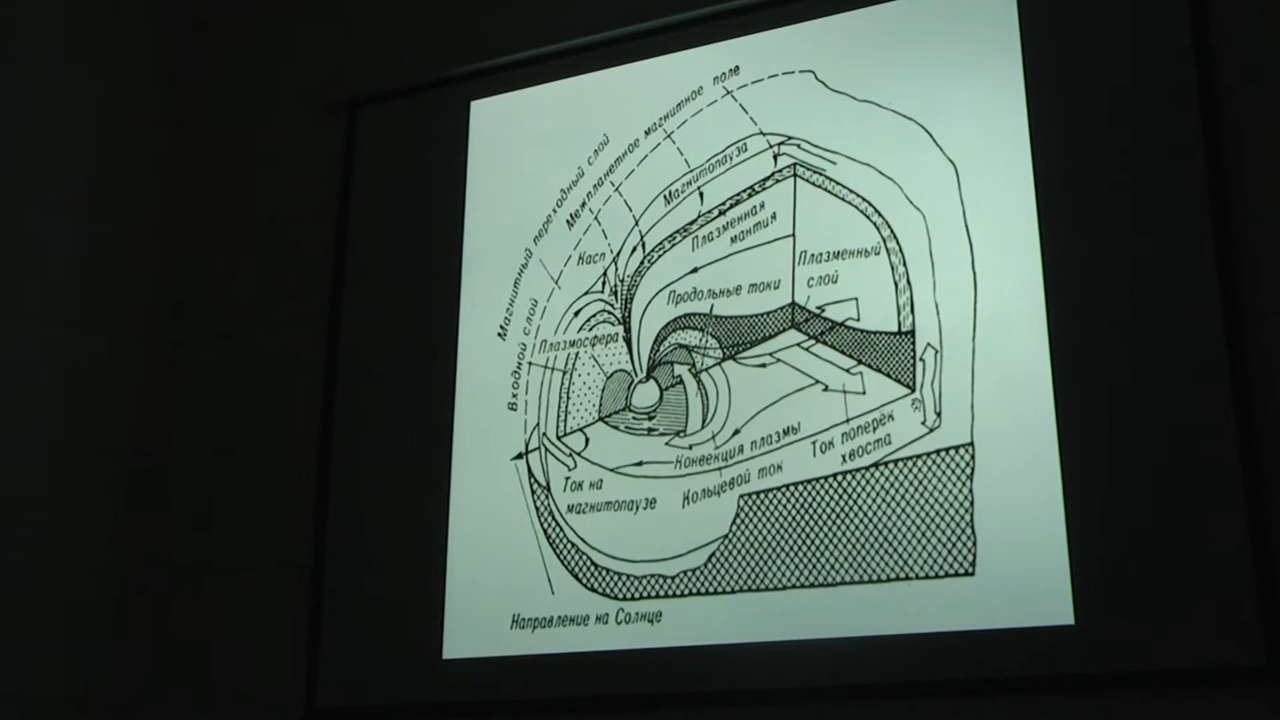 Магнитный переходный слой
Межпланетное магнитное поле
Магнитопауза
Касп
Плазменная
мантия
Плазменный
слой
Продольные токи
Входной слой
Плазмосфера
Конвекция плазмы
Ток поперёк
хвоста
Кольцевой ток
Ток на
магнитопаузе
Направление на Солнце